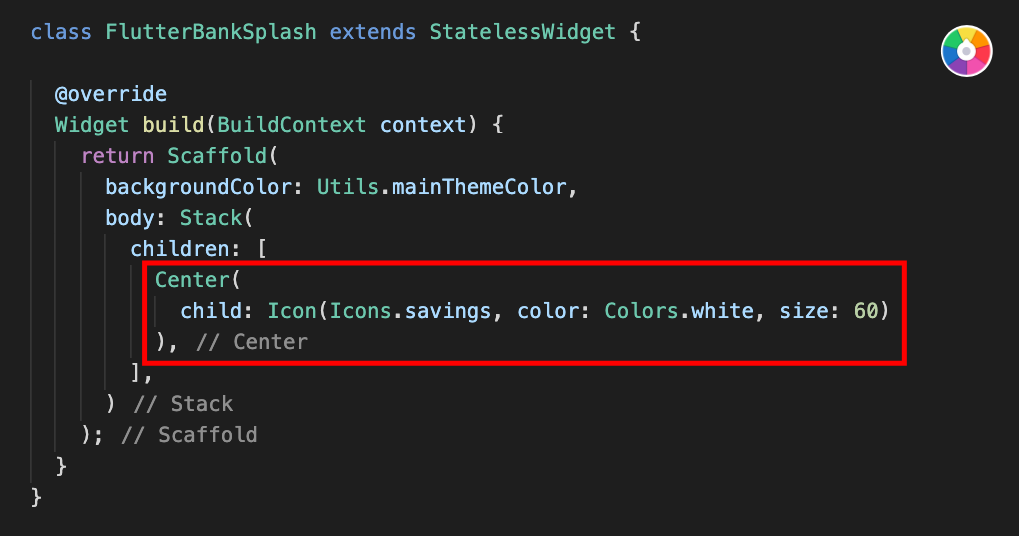 class FlutterBankSplash extends StatelessWidget {
@override
Widget build(BuildContext context) {
return Scaffold(
backgroundColor: Utils.mainThemeColor,
body: Stack(
children: [
Center(
child: Icon(Icons.savings, color: Colors.white, size: 60)
), // Center
],
) // Stack
); // Scaffold
}
}